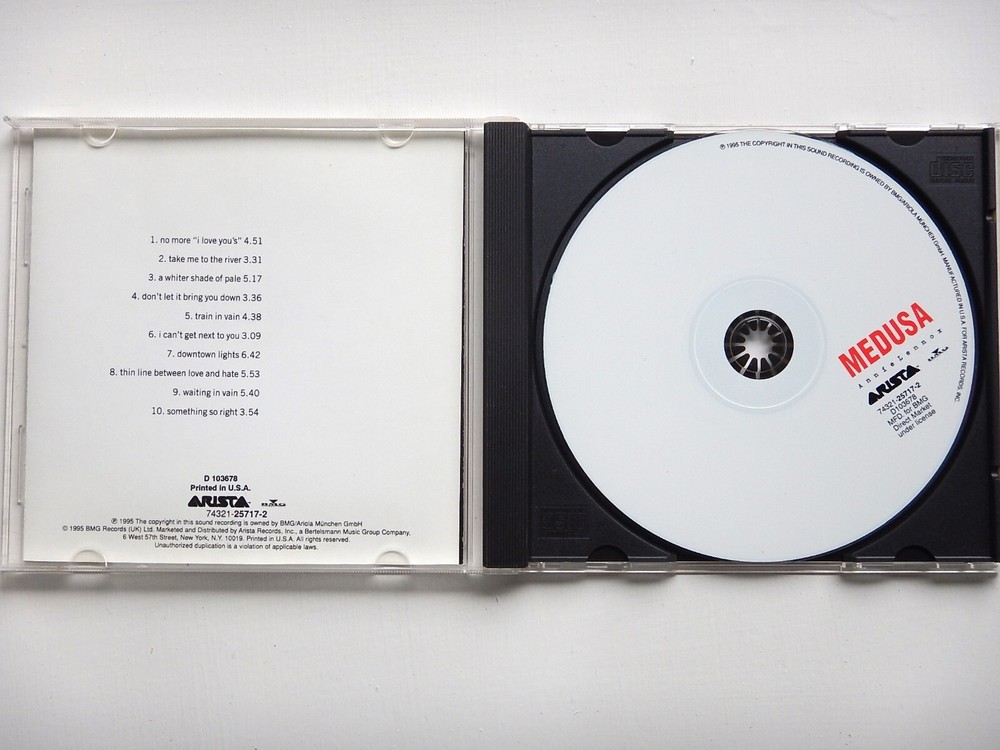 1. no more "i love you's" 4.51
2. take me to the river 3.31
3. a whiter shade of pale 5.17
4. don't let it bring you down 3.36
5. train in vain 4.38
6. i can't get next to you 3.09
7. downtown lights 6.42
8. thin line between love and hate 5.53
9. waiting in vain 5.40
10. something so right 3.54
D 103678
Printed in U.S.A.
ARISTA BMG
74321-25717-2
℗ 1995 The copyright in this sound recording is owned by BMG/Ariola München GmbH
© 1995 BMG Records (UK) Ltd. Marketed and Distributed by Arista Records, Inc., a Bertelsmann Music Group Company,
6 West 57th Street, New York, N.Y. 10019. Printed in U.S.A. All rights reserved.
Unauthorized duplication is a violation of applicable laws.
℗ 1995 THE COPYRIGHT IN THIS SOUND RECORDING IS OWNED BY BMG/ARIOLA MÜNCHEN GmbH. MANUFACTURED IN U.S.A. FOR ARISTA RECORDS, INC.
MEDUSA
Annie Lennox
ARISTA BMG
74321-25717-2
D103678
MFD. for BMG
Direct Market
under license
disc